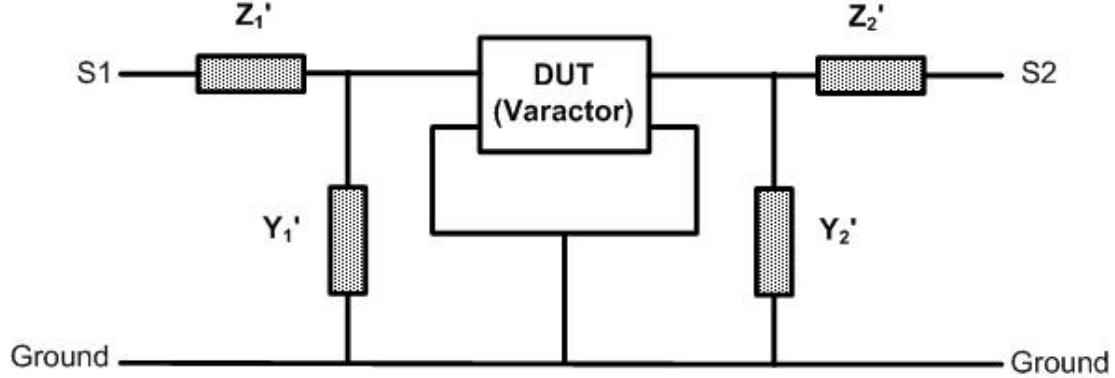 Z₁'
Z₂'
S1
DUT
(Varactor)
S2
Y₁'
Y₂'
Ground
Ground